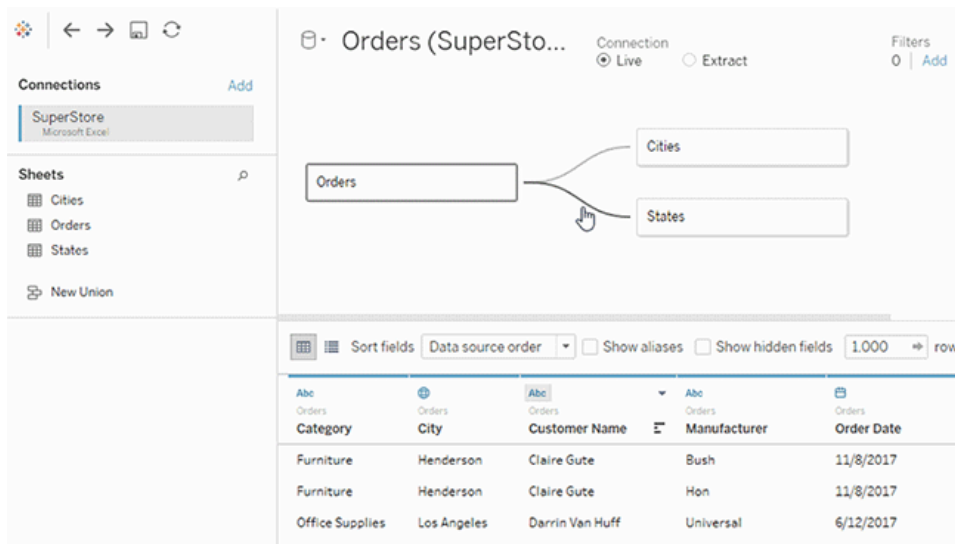 Orders (SuperSto...
Connection
Live
Extract
Filters
0 | Add
Connections
Add
SuperStore
Microsoft Excel
Sheets
Cities
Orders
States
New Union
Orders
Cities
States
Sort fields
Data source order
Show aliases
Show hidden fields
1.000
row
Abc Abc Abc
Orders Orders Orders Orders Orders
Category City Customer Name Manufacturer Order Date
Furniture Henderson Claire Gute Bush 11/8/2017
Furniture Henderson Claire Gute Hon 11/8/2017
Office Supplies Los Angeles Darrin Van Huff Universal 6/12/2017